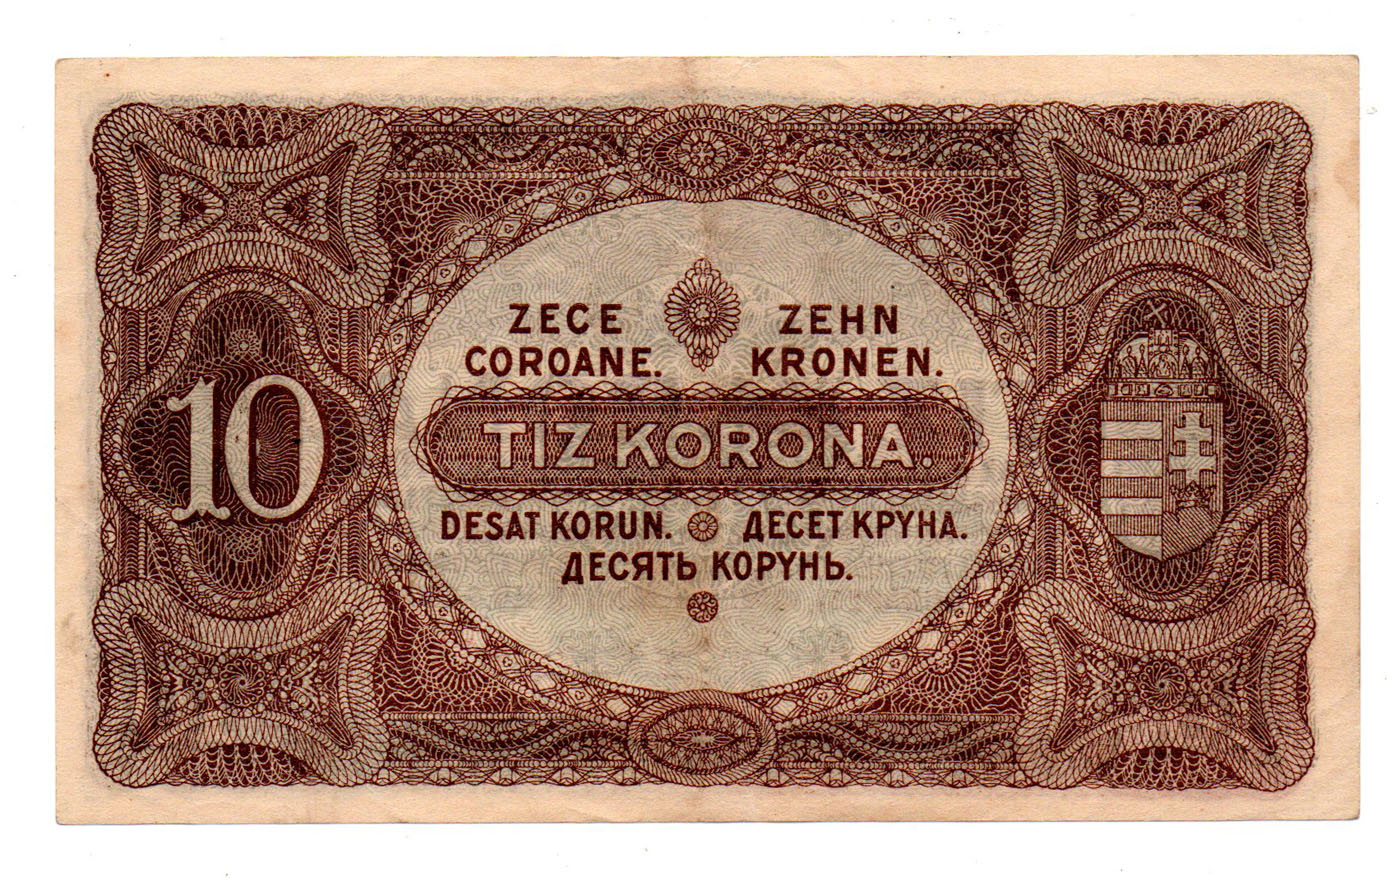 ZECE COROANE.
ZEHN KRONEN.
10
TIZ KORONA.
DESAT KORUN. ДЕСЕТ КРУНА.
ДЕСЯТЬ КОРУНЬ.